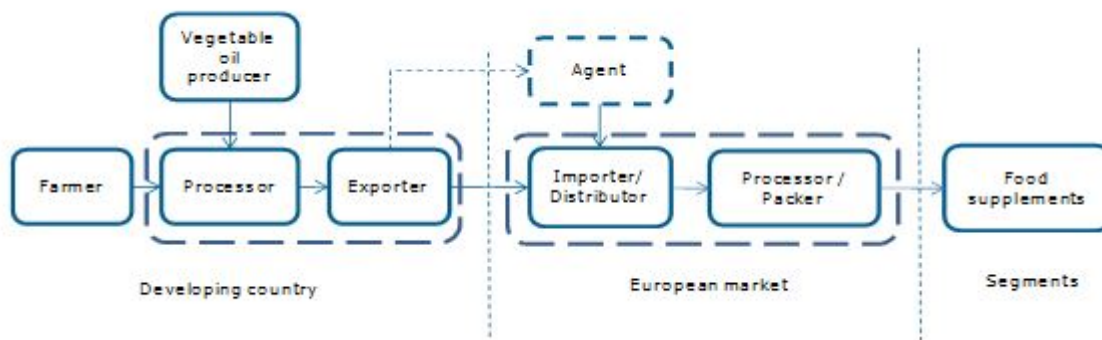 Vegetable
oil
producer
Agent
Farmer
Processor
Exporter
Importer/
Distributor
Processor /
Packer
Food
supplements
Developing country
European market
Segments